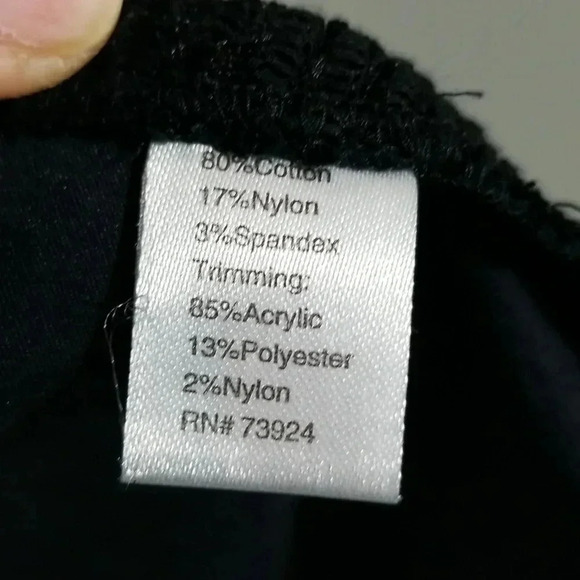 80%Cotton
17%Nylon
3%Spandex
Trimming:
85%Acrylic
13%Polyester
2%Nylon
RN# 73924